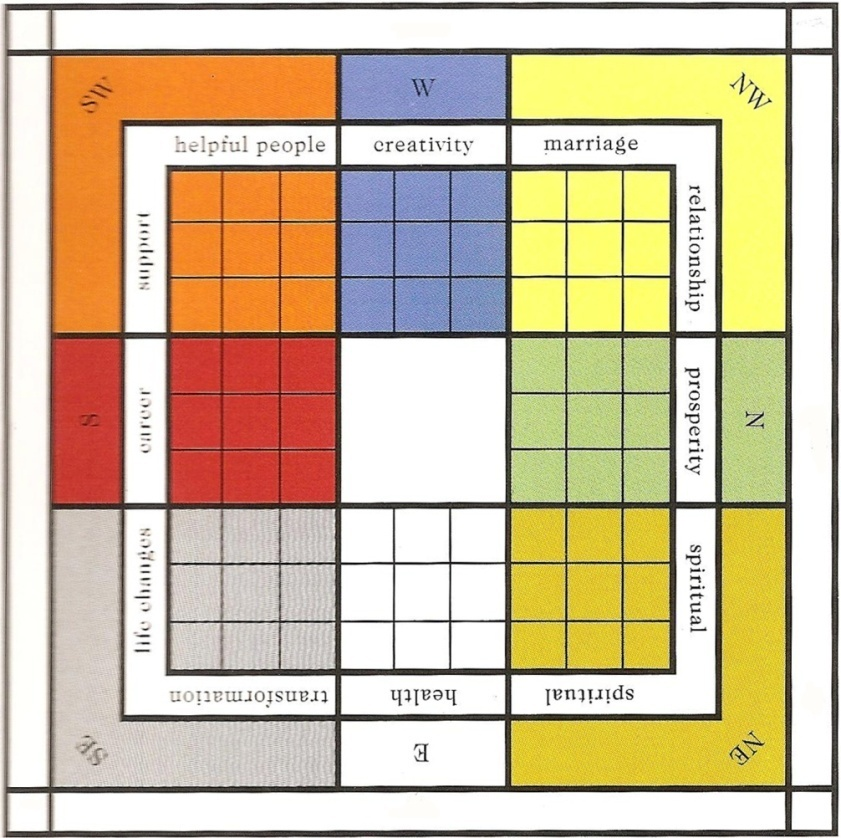 SW
W
NW
helpful people
creativity
marriage
support
relationship
S
career
prosperity
N
life changes
spiritual
transformation
health
spiritual
SE
E
NE